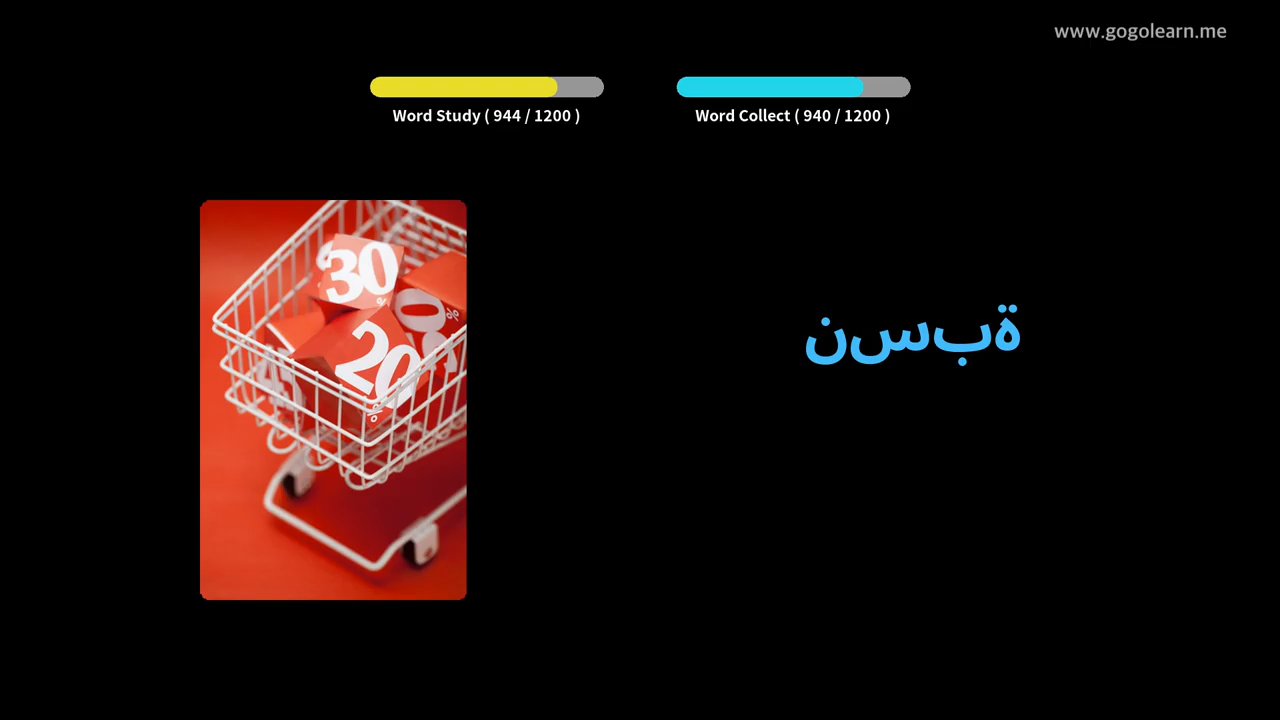 www.gogolearn.me
Word Study ( 944 / 1200 )
Word Collect ( 940 / 1200 )
30
%
20
%
نسبة